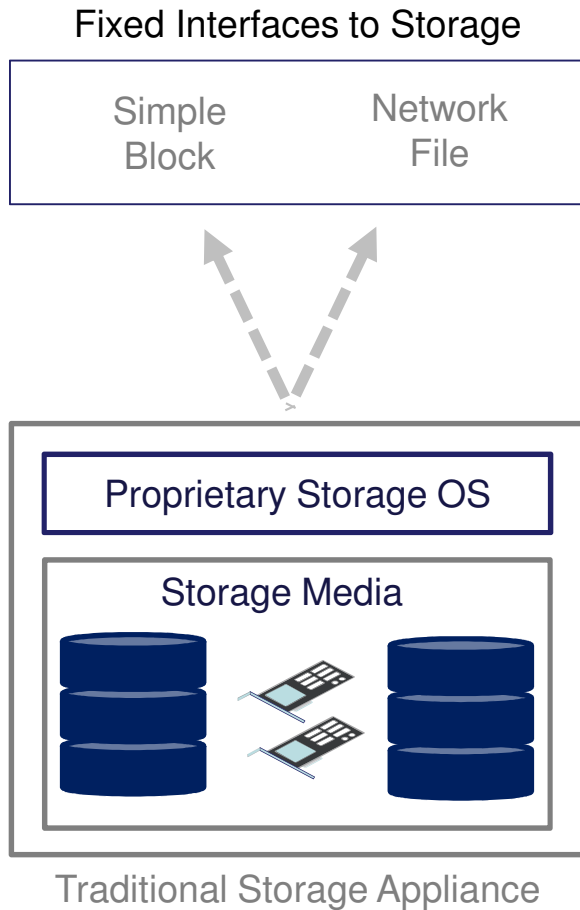 Fixed Interfaces to Storage
Simple
Block
Network
File
Proprietary Storage OS
Storage Media
Traditional Storage Appliance